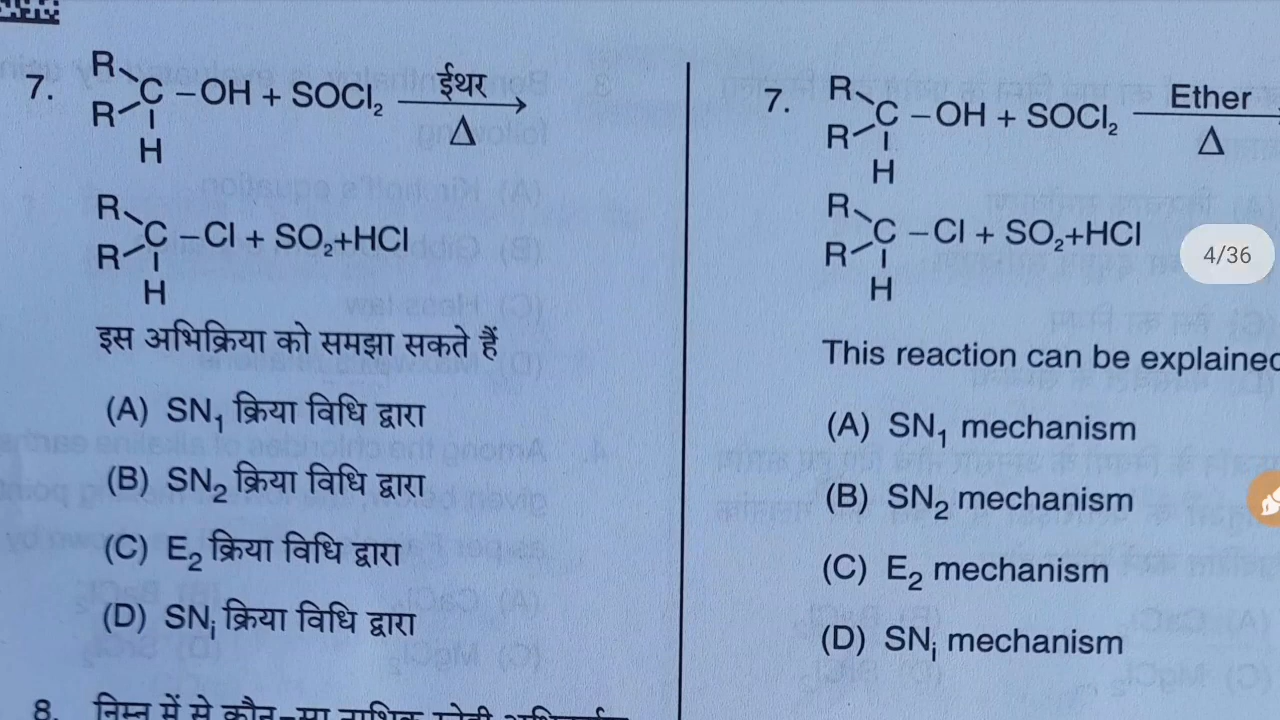 7. R
R C – OH + SOCl₂ ईथर Δ
H
R
R C – Cl + SO₂+HCl
H
इस अभिक्रिया को समझा सकते हैं
(A) SN₁ क्रिया विधि द्वारा
(B) SN₂ क्रिया विधि द्वारा
(C) E₂ क्रिया विधि द्वारा
(D) SNᵢ क्रिया विधि द्वारा
8. निम्न में से कौन-सा
7. R
R C – OH + SOCl₂ Ether Δ
H
R
R C – Cl + SO₂+HCl
H
4/36
This reaction can be explained
(A) SN₁ mechanism
(B) SN₂ mechanism
(C) E₂ mechanism
(D) SNᵢ mechanism